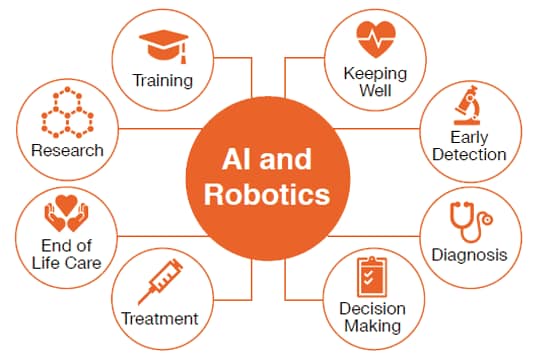 AI and
Robotics
Keeping
Well
Early
Detection
Diagnosis
Decision
Making
Treatment
End of
Life Care
Research
Training